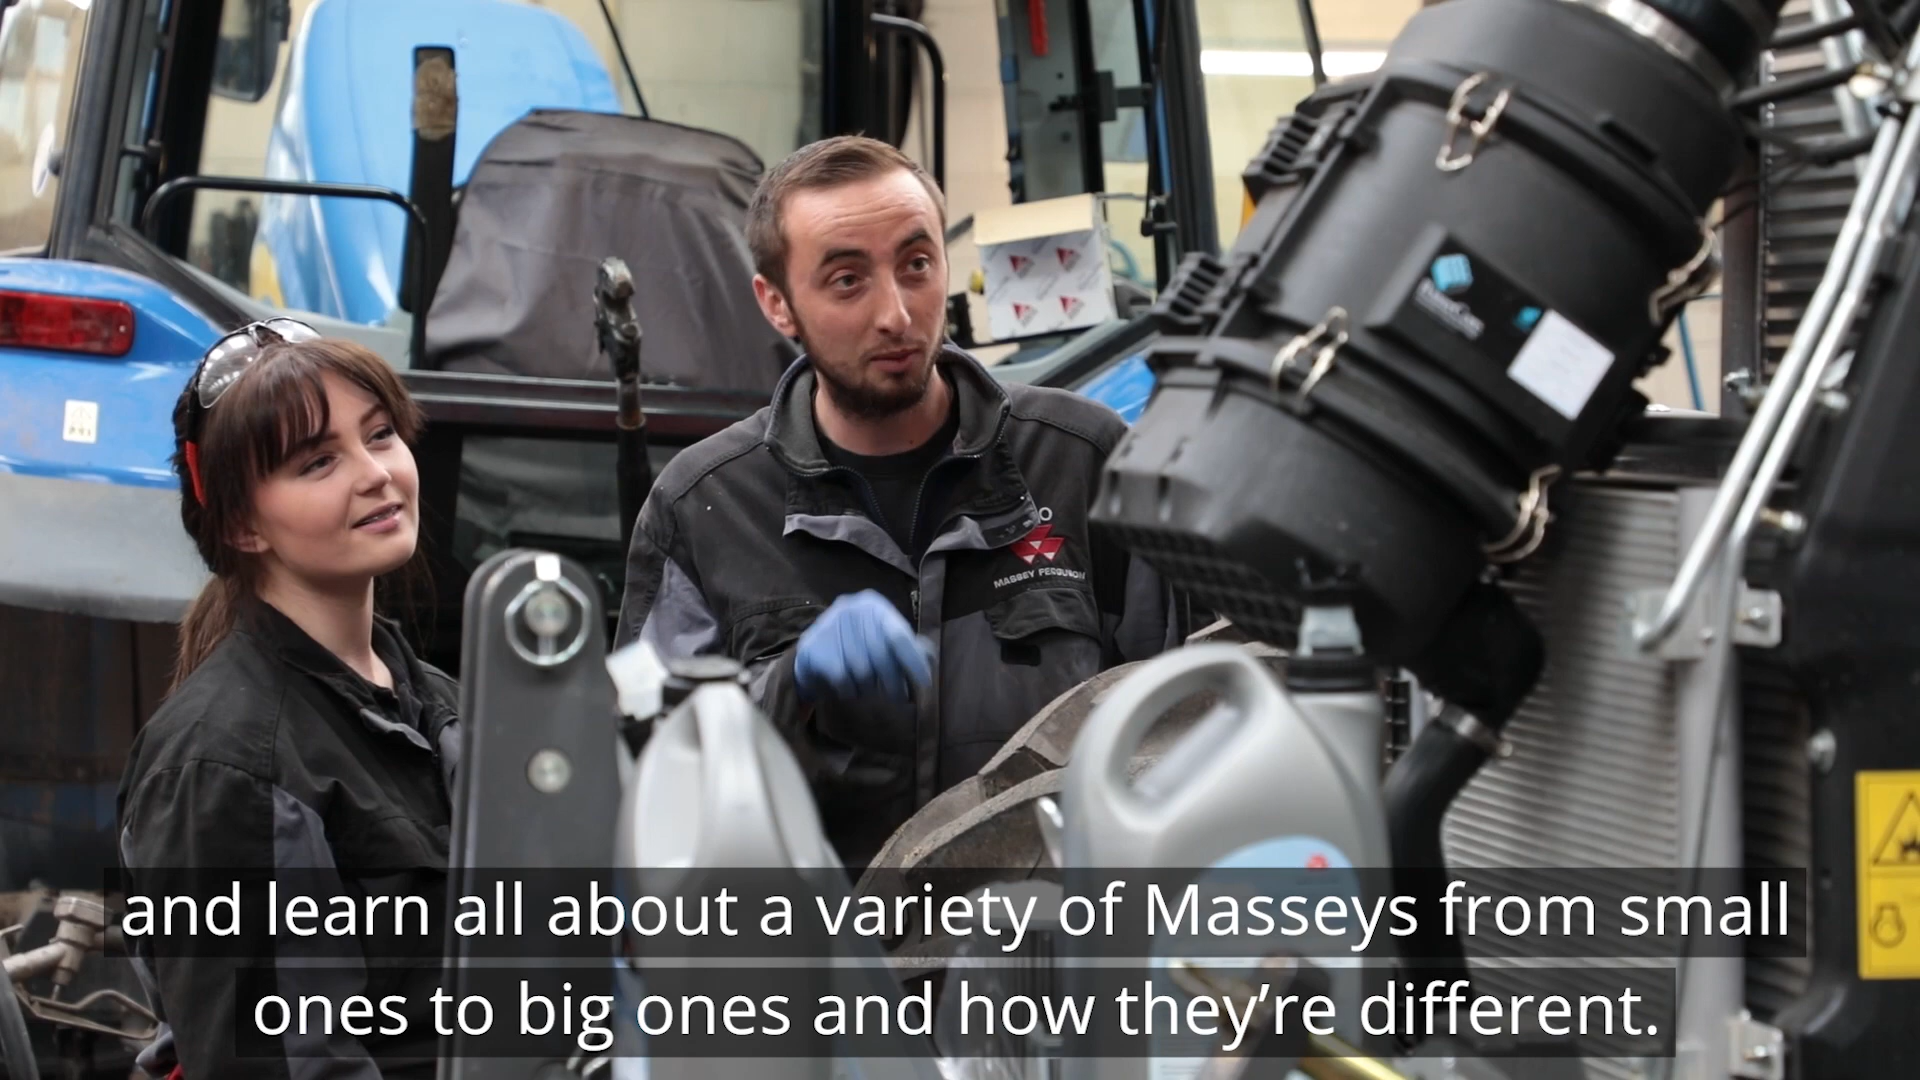 MASSEY FERGUSON
and learn all about a variety of Masseys from small
ones to big ones and how they’re different.